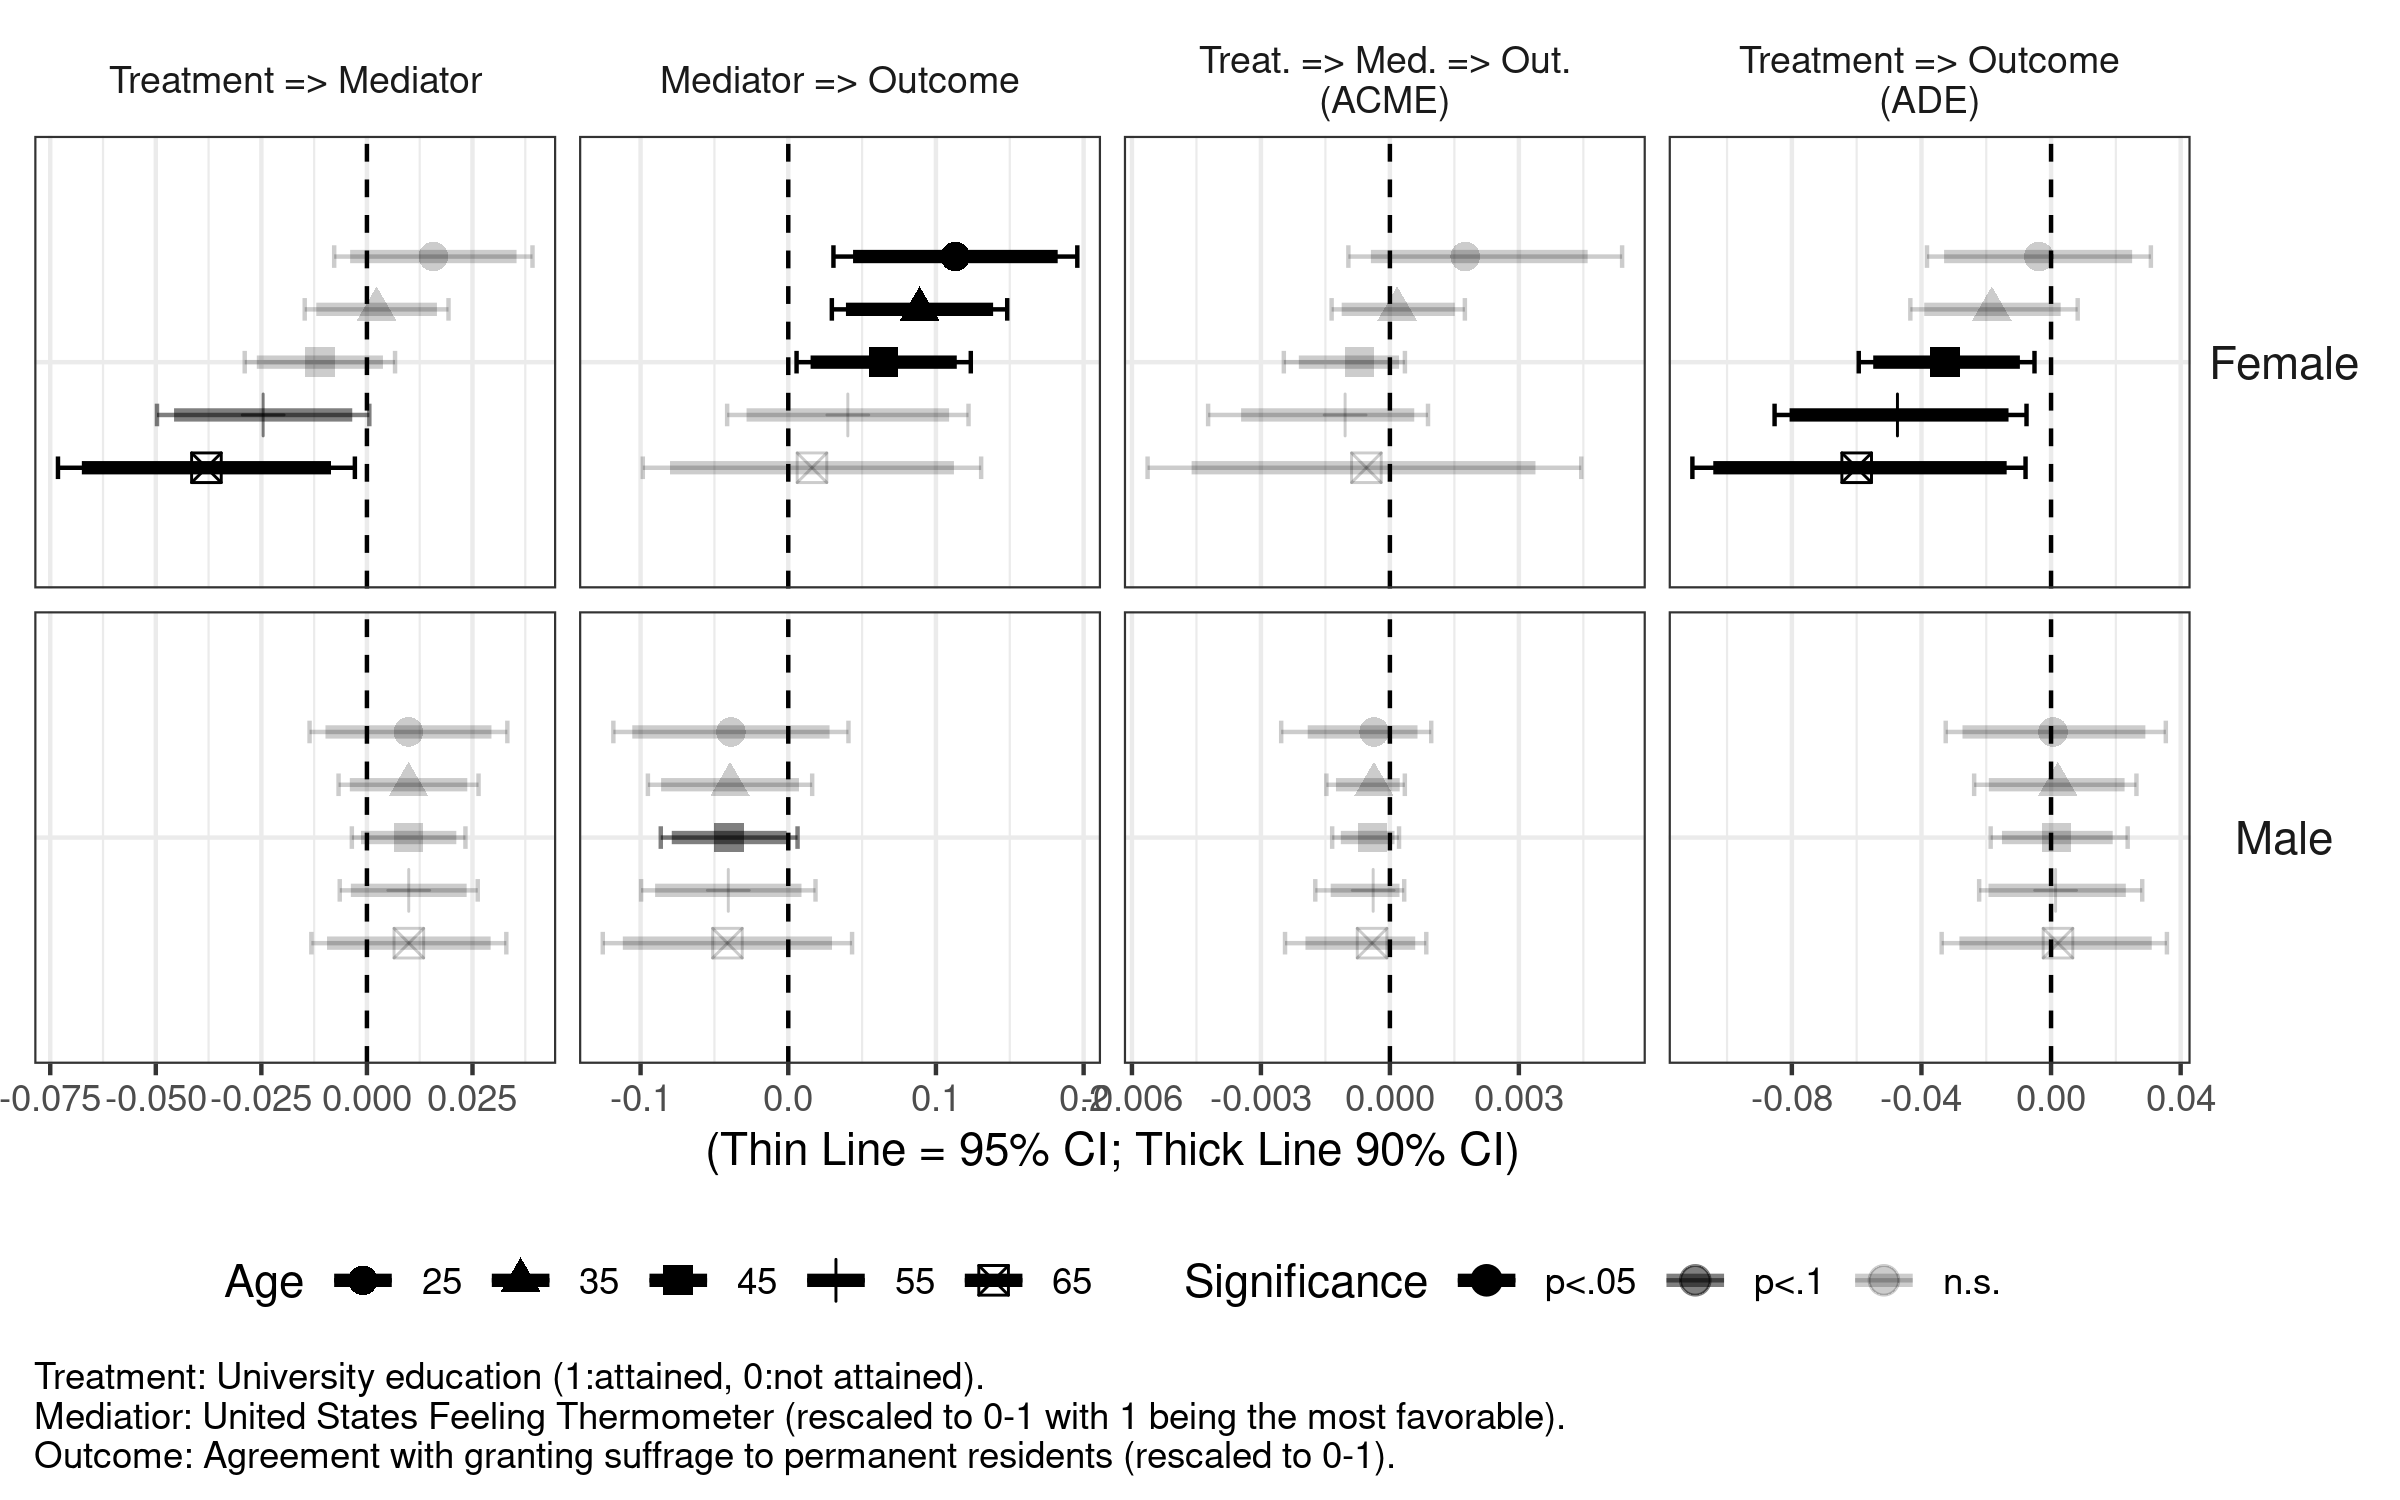 Treatment => Mediator
Mediator => Outcome
Treat. => Med. => Out.
(ACME)
Treatment => Outcome
(ADE)
Female
Male
-0.075 -0.050 -0.025 0.000 0.025
-0.1 0.0 0.1 0.2
-0.006 -0.003 0.000 0.003
-0.08 -0.04 0.00 0.04
(Thin Line = 95% CI; Thick Line 90% CI)
Age 25 35 45 55 65
Significance p<.05 p<.1 n.s.
Treatment: University education (1:attained, 0:not attained).
Mediatior: United States Feeling Thermometer (rescaled to 0-1 with 1 being the most favorable).
Outcome: Agreement with granting suffrage to permanent residents (rescaled to 0-1).